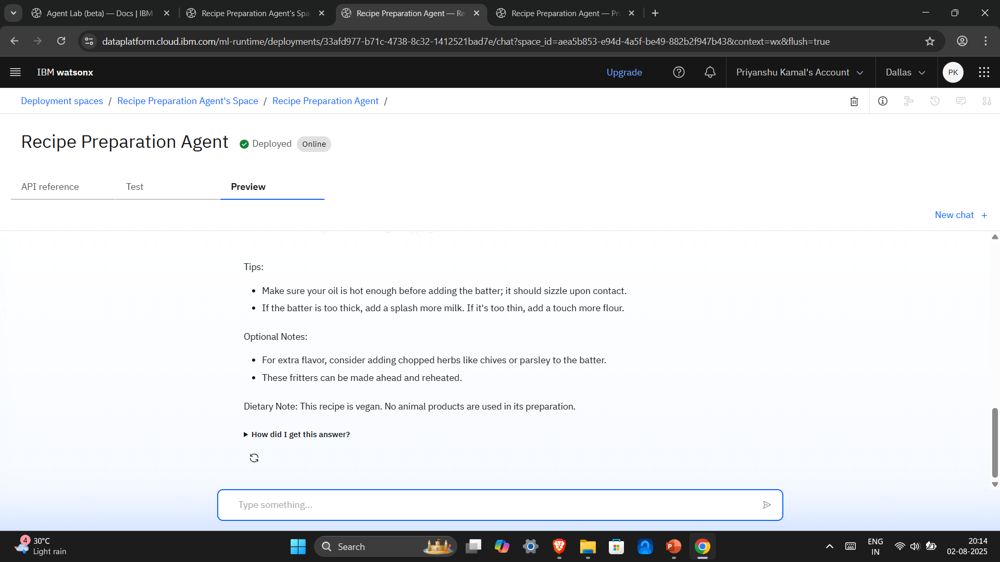 Agent Lab (beta) — Docs | IBM
Recipe Preparation Agent's Spa
Recipe Preparation Agent — Re
Recipe Preparation Agent — Pr
dataplatform.cloud.ibm.com/ml-runtime/deployments/33afd977-b71c-4738-8c32-1412521bad7e/chat?space_id=aea5b853-e94d-4a5f-be49-882b2f947b43&context=wx&flush=true
IBM watsonx
Upgrade
Priyanshu Kamal's Account
Dallas
PK
Deployment spaces / Recipe Preparation Agent's Space / Recipe Preparation Agent /
Recipe Preparation Agent
Deployed
Online
API reference
Test
Preview
New chat +
Tips:
• Make sure your oil is hot enough before adding the batter; it should sizzle upon contact.
• If the batter is too thick, add a splash more milk. If it's too thin, add a touch more flour.
Optional Notes:
• For extra flavor, consider adding chopped herbs like chives or parsley to the batter.
• These fritters can be made ahead and reheated.
Dietary Note: This recipe is vegan. No animal products are used in its preparation.
How did I get this answer?
Type something...
4
30°C
Light rain
Search
ENG
IN
20:14
02-08-2025